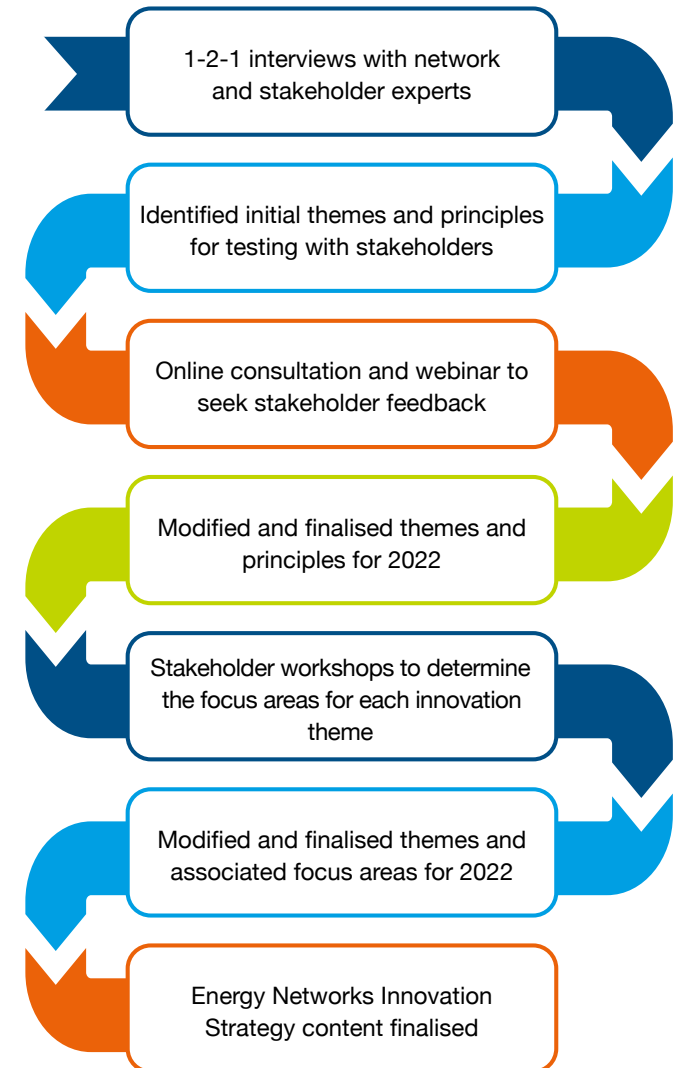 1-2-1 interviews with network
and stakeholder experts
Identified initial themes and principles
for testing with stakeholders
Online consultation and webinar to
seek stakeholder feedback
Modified and finalised themes and
principles for 2022
Stakeholder workshops to determine
the focus areas for each innovation
theme
Modified and finalised themes and
associated focus areas for 2022
Energy Networks Innovation
Strategy content finalised